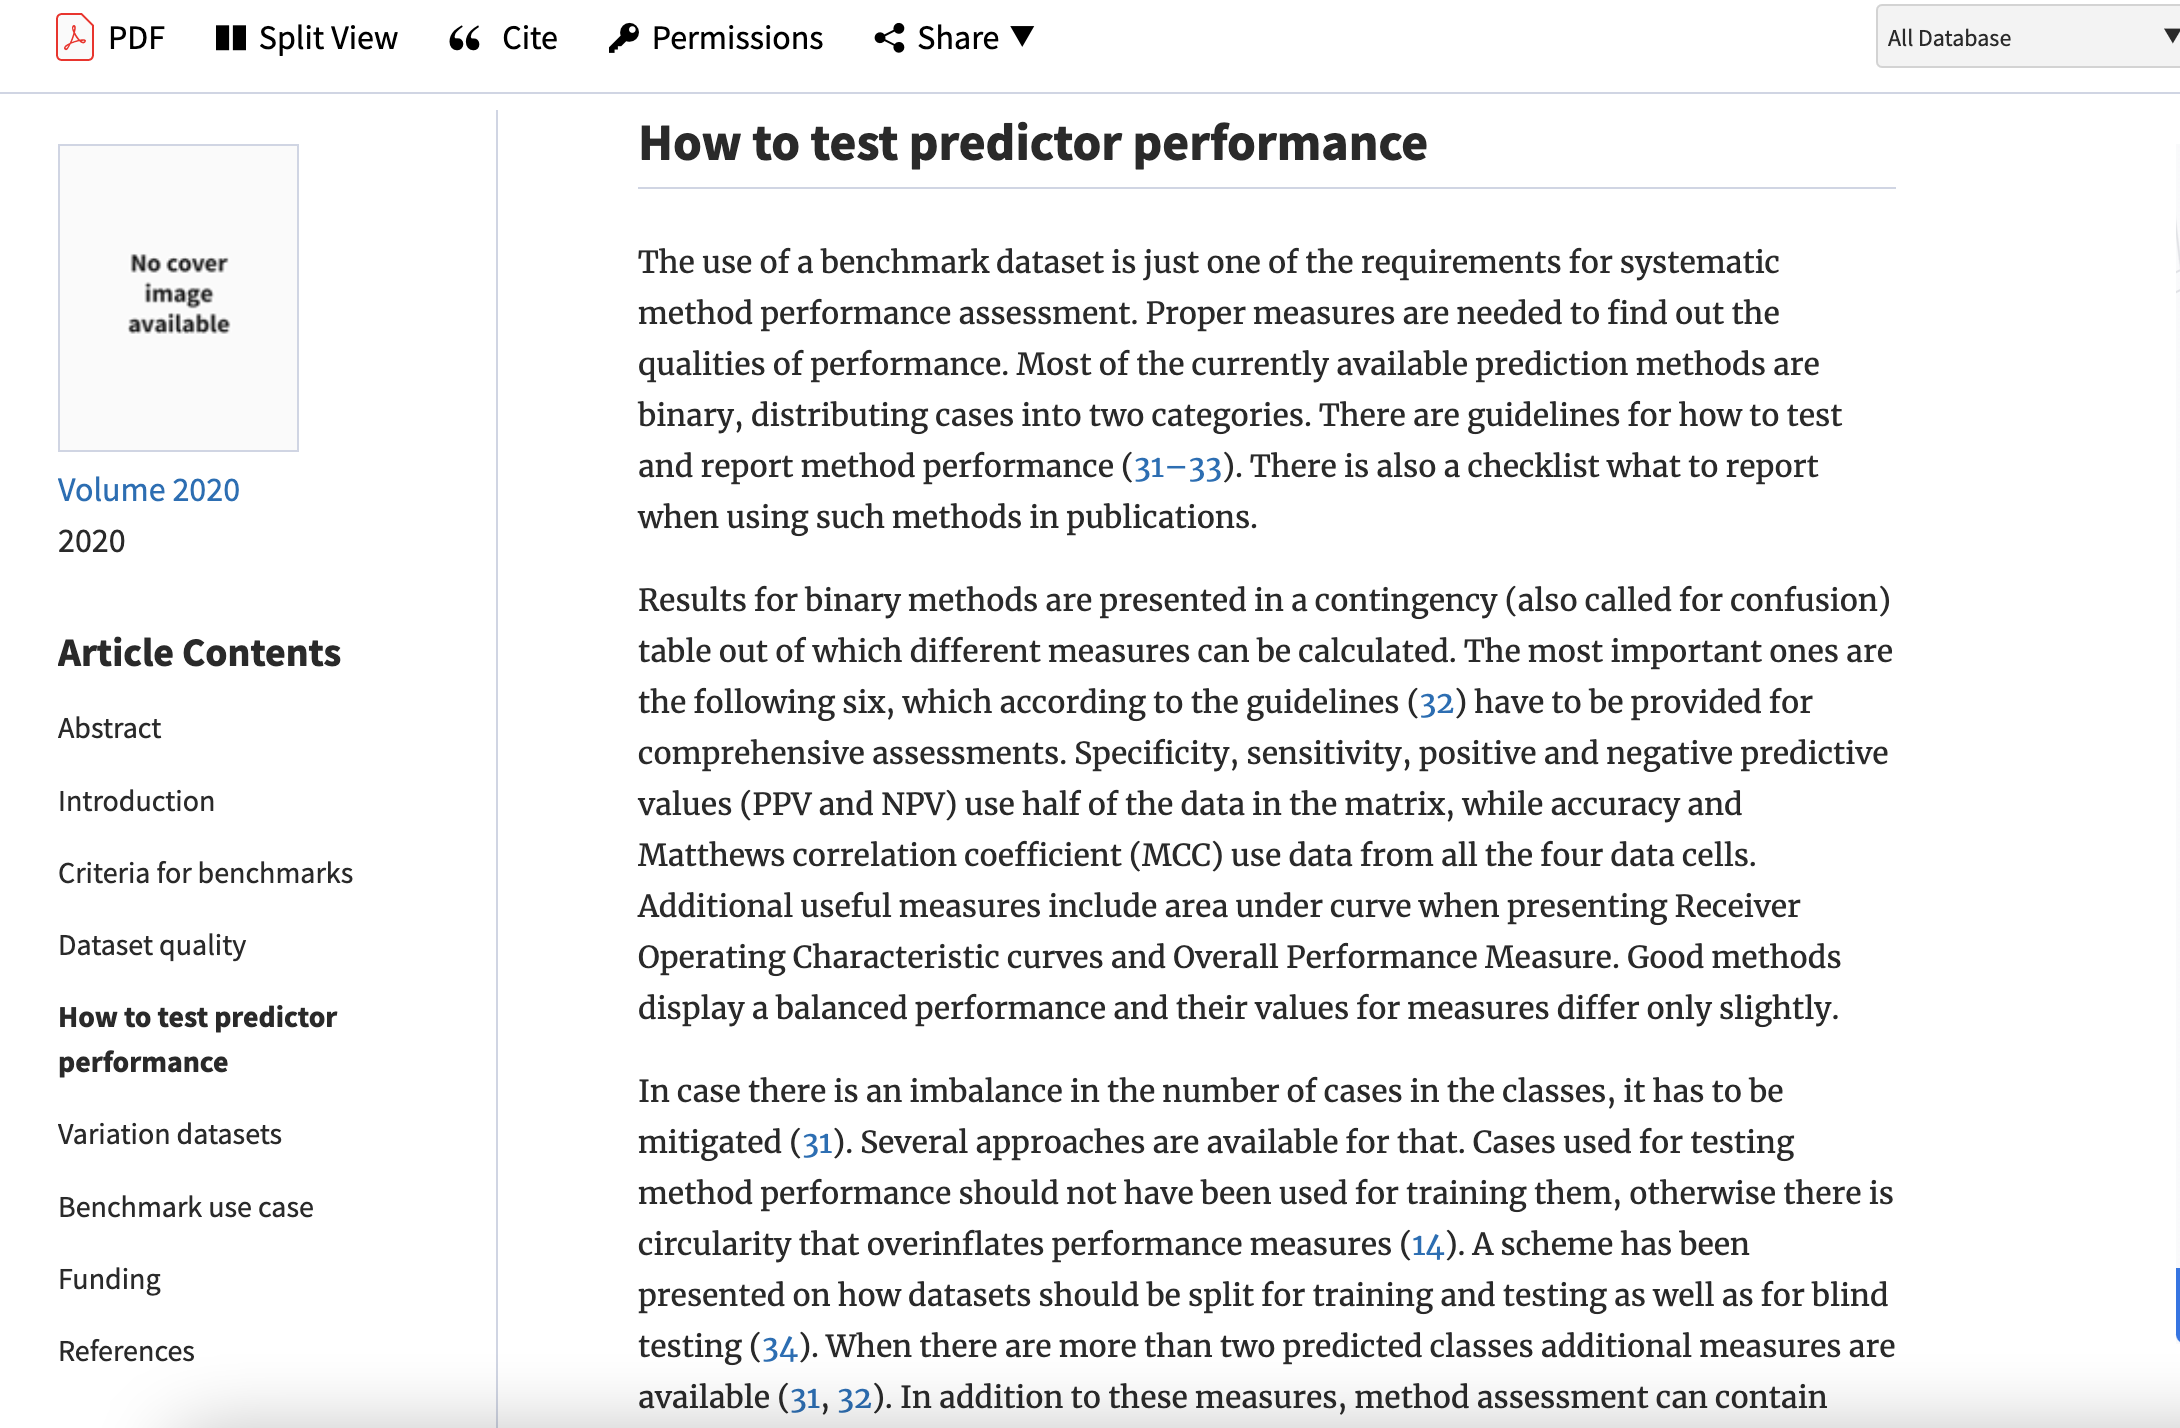 PDF
Split View
Cite
Permissions
Share
All Database
No cover
image
available
Volume 2020
2020
Article Contents
Abstract
Introduction
Criteria for benchmarks
Dataset quality
How to test predictor
performance
Variation datasets
Benchmark use case
Funding
References
How to test predictor performance
The use of a benchmark dataset is just one of the requirements for systematic
method performance assessment. Proper measures are needed to find out the
qualities of performance. Most of the currently available prediction methods are
binary, distributing cases into two categories. There are guidelines for how to test
and report method performance (31–33). There is also a checklist what to report
when using such methods in publications.
Results for binary methods are presented in a contingency (also called for confusion)
table out of which different measures can be calculated. The most important ones are
the following six, which according to the guidelines (32) have to be provided for
comprehensive assessments. Specificity, sensitivity, positive and negative predictive
values (PPV and NPV) use half of the data in the matrix, while accuracy and
Matthews correlation coefficient (MCC) use data from all the four data cells.
Additional useful measures include area under curve when presenting Receiver
Operating Characteristic curves and Overall Performance Measure. Good methods
display a balanced performance and their values for measures differ only slightly.
In case there is an imbalance in the number of cases in the classes, it has to be
mitigated (31). Several approaches are available for that. Cases used for testing
method performance should not have been used for training them, otherwise there is
circularity that overinflates performance measures (14). A scheme has been
presented on how datasets should be split for training and testing as well as for blind
testing (34). When there are more than two predicted classes additional measures are
available (31, 32). In addition to these measures, method assessment can contain